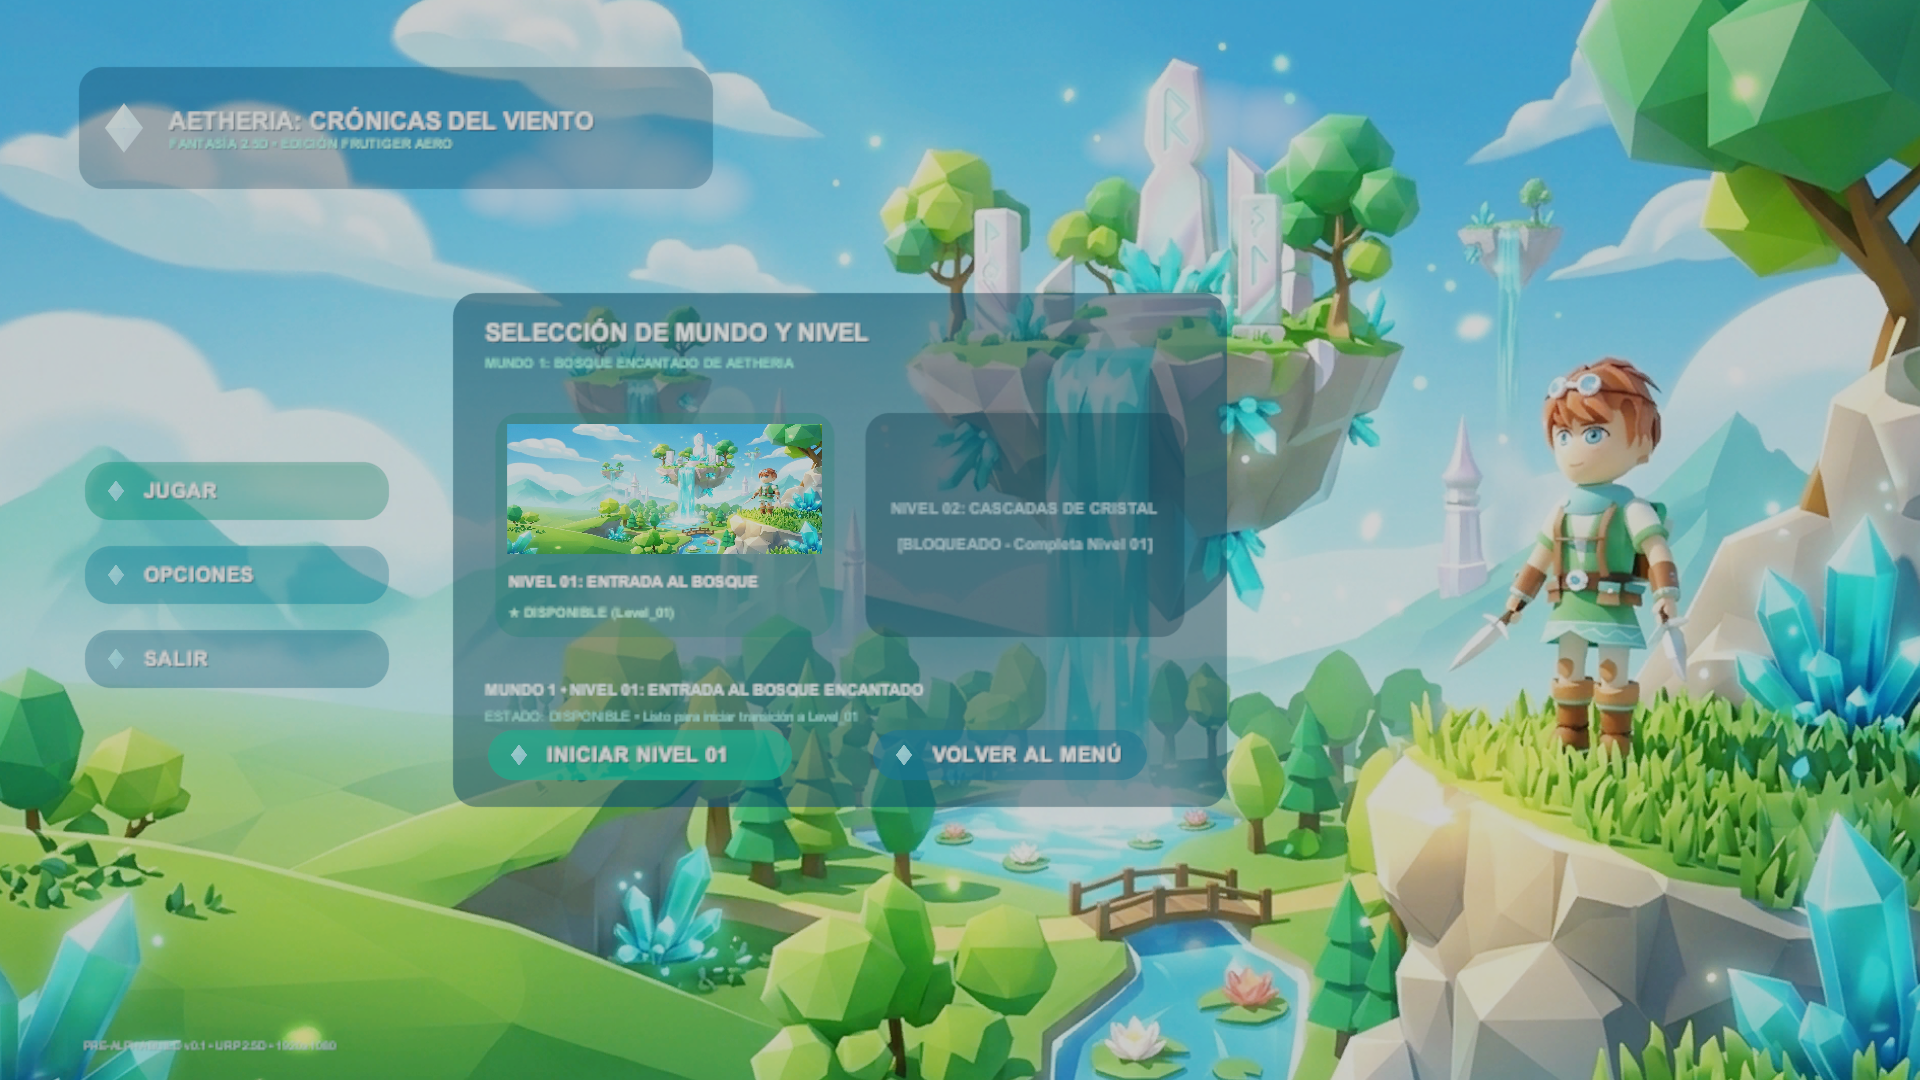 AETHERIA: CRÓNICAS DEL VIENTO
FANTASÍA 2.5D • EDICIÓN FRUTIGER AERO
SELECCIÓN DE MUNDO Y NIVEL
MUNDO 1: BOSQUE ENCANTADO DE AETHERIA
JUGAR
OPCIONES
SALIR
NIVEL 01: ENTRADA AL BOSQUE
★ DISPONIBLE (Level_01)
NIVEL 02: CASCADAS DE CRISTAL
[BLOQUEADO - Completa Nivel 01]
MUNDO 1 • NIVEL 01: ENTRADA AL BOSQUE ENCANTADO
ESTADO: DISPONIBLE • Listo para iniciar transición a Level_01
INICIAR NIVEL 01
VOLVER AL MENÚ
v0.1 • URP 2.5D •